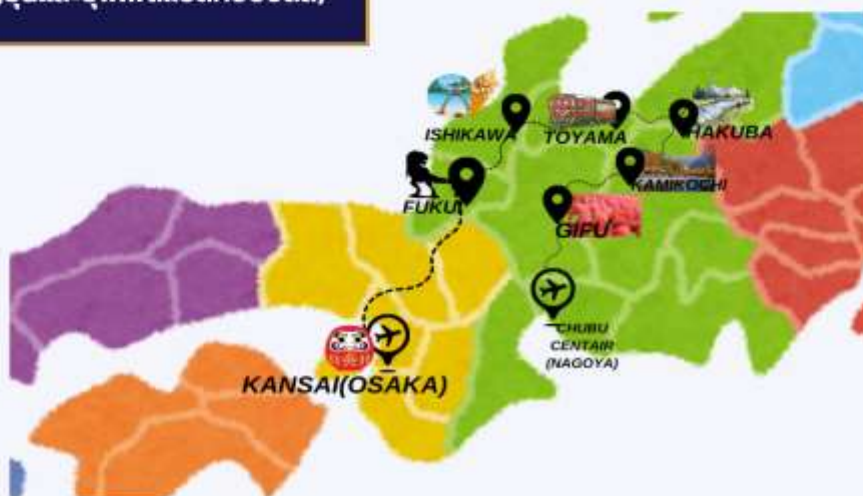 ISHIKAWA
TOYAMA
HAKUBA
FUKUI
KAMIKOCHI
GIFU
CHUBU
CENTAIR
(NAGOYA)
KANSAI(OSAKA)